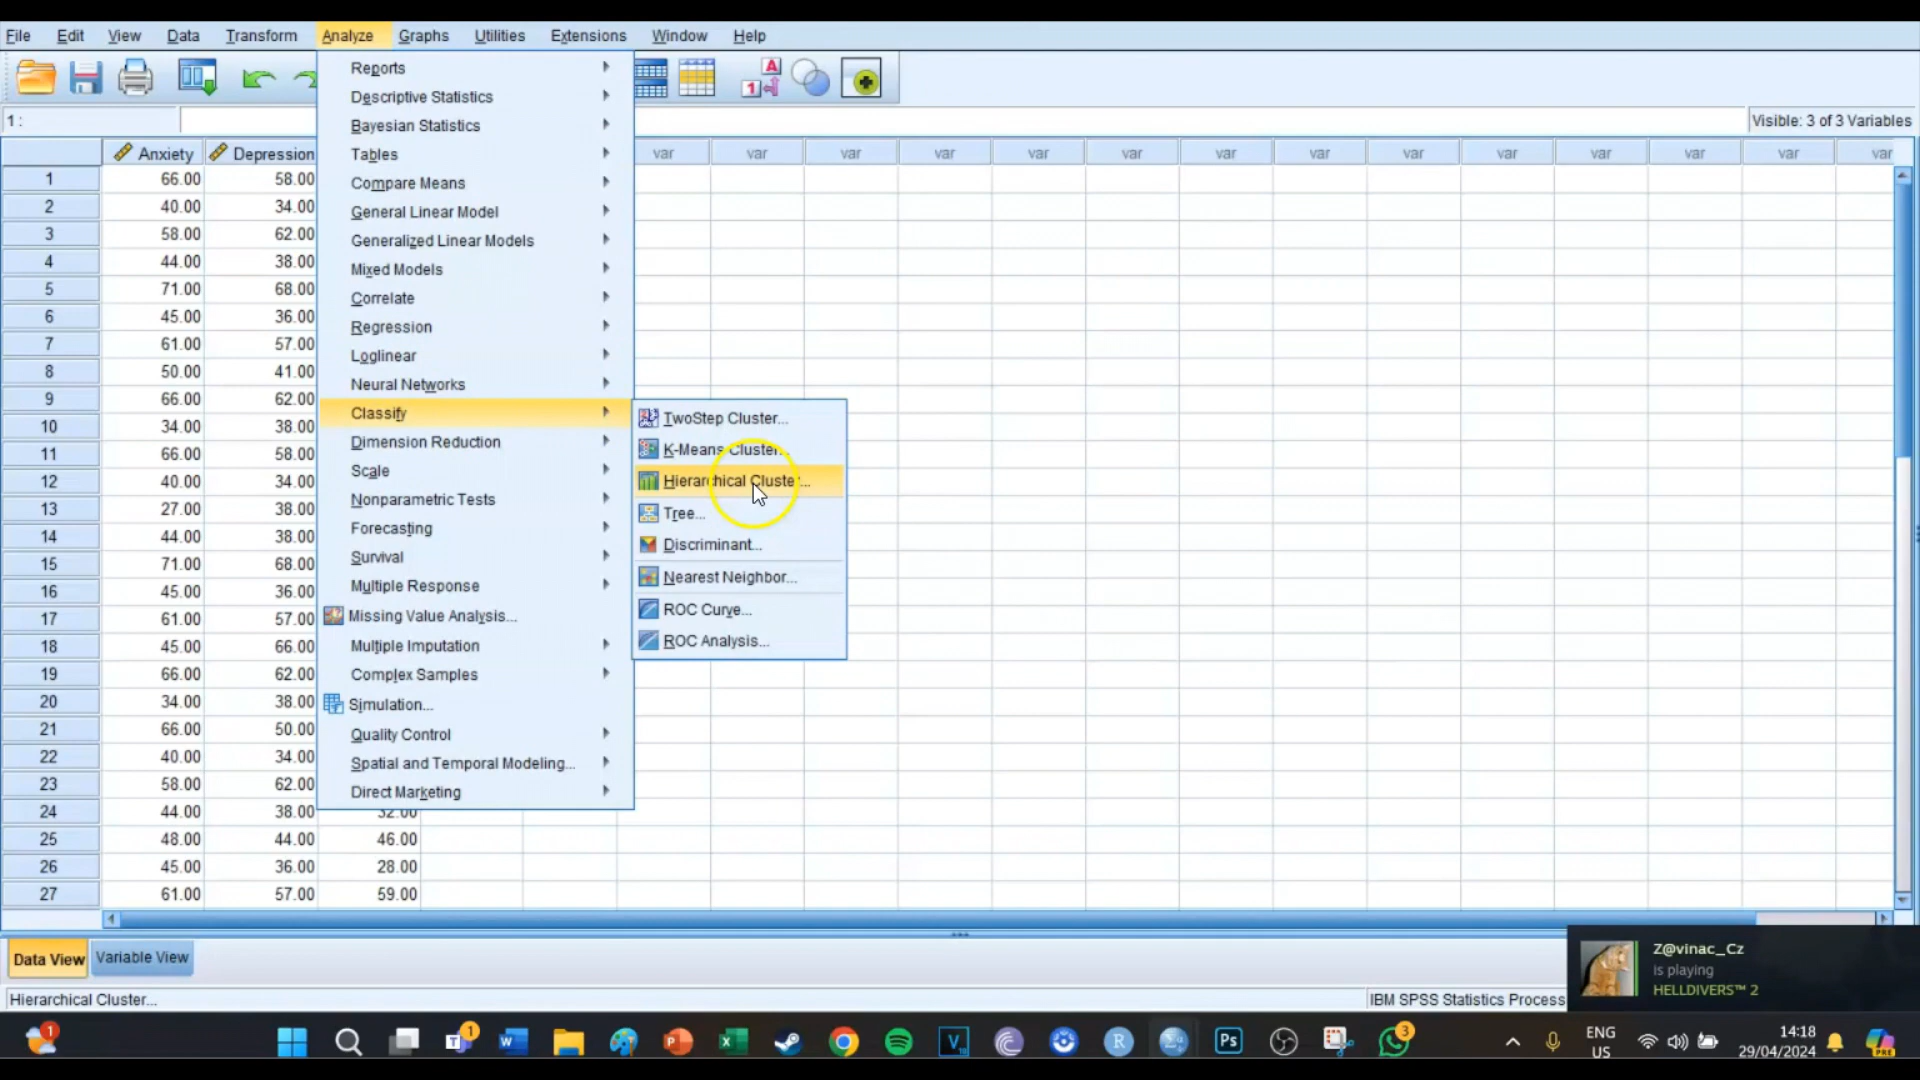 File Edit View Data Transform Analyze Graphs Utilities Extensions Window Help
1 :
Visible: 3 of 3 Variables
Anxiety Depression var var var var var var var var var var var var var var
1 66.00 58.00
2 40.00 34.00
3 58.00 62.00
4 44.00 38.00
5 71.00 68.00
6 45.00 36.00
7 61.00 57.00
8 50.00 41.00
9 66.00 62.00
10 34.00 38.00
11 66.00 58.00
12 40.00 34.00
13 27.00 38.00
14 44.00 38.00
15 71.00 68.00
16 45.00 36.00
17 61.00 57.00
18 45.00 66.00
19 66.00 62.00
20 34.00 38.00
21 66.00 50.00
22 40.00 34.00
23 58.00 62.00
24 44.00 38.00 32.00
25 48.00 44.00 46.00
26 45.00 36.00 28.00
27 61.00 57.00 59.00
Reports
Descriptive Statistics
Bayesian Statistics
Tables
Compare Means
General Linear Model
Generalized Linear Models
Mixed Models
Correlate
Regression
Loglinear
Neural Networks
Classify
Dimension Reduction
Scale
Nonparametric Tests
Forecasting
Survival
Multiple Response
Missing Value Analysis...
Multiple Imputation
Complex Samples
Simulation...
Quality Control
Spatial and Temporal Modeling...
Direct Marketing
TwoStep Cluster...
K-Means Cluster...
Hierarchical Cluster...
Tree...
Discriminant...
Nearest Neighbor...
ROC Curve...
ROC Analysis...
Data View Variable View
Z@vinac_Cz
is playing
HELLDIVERS™ 2
Hierarchical Cluster...
IBM SPSS Statistics Process
1
1
3
ENG
US
14:18
29/04/2024